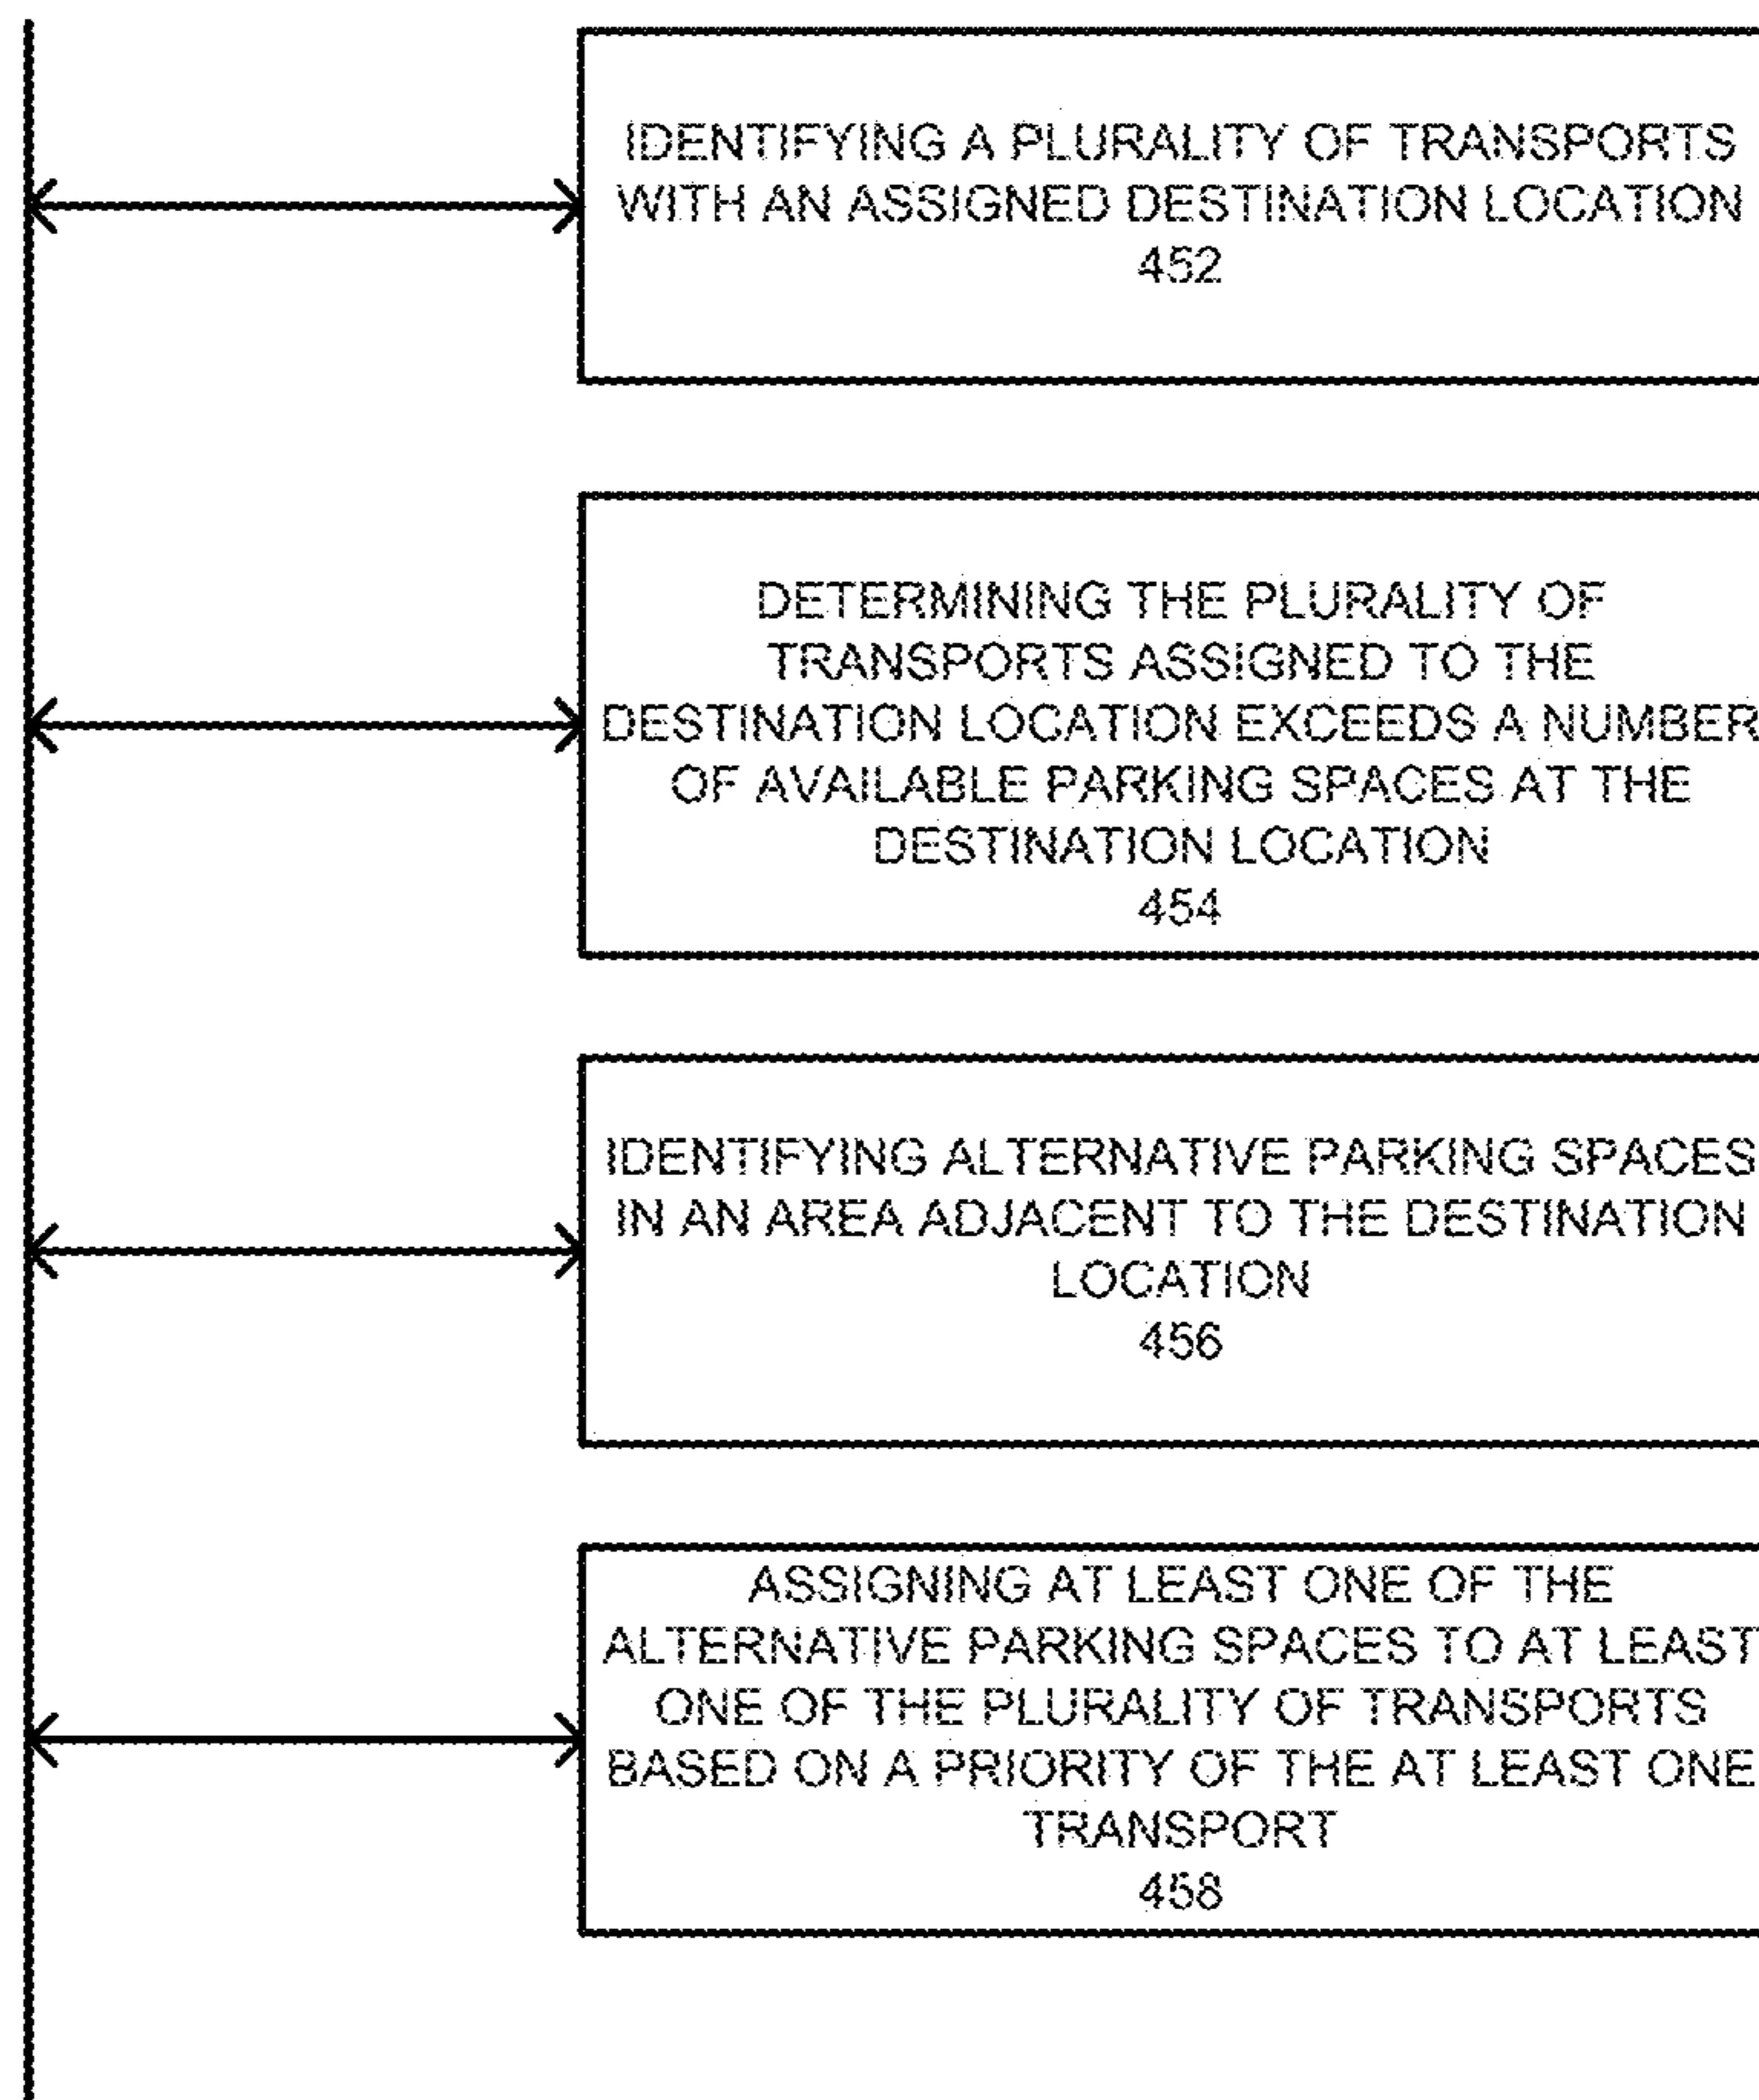 IDENTIFYING A PLURALITY OF TRANSPORTS
WITH AN ASSIGNED DESTINATION LOCATION
452
DETERMINING THE PLURALITY OF
TRANSPORTS ASSIGNED TO THE
DESTINATION LOCATION EXCEEDS A NUMBER
OF AVAILABLE PARKING SPACES AT THE
DESTINATION LOCATION
454
IDENTIFYING ALTERNATIVE PARKING SPACES
IN AN AREA ADJACENT TO THE DESTINATION
LOCATION
456
ASSIGNING AT LEAST ONE OF THE
ALTERNATIVE PARKING SPACES TO AT LEAST
ONE OF THE PLURALITY OF TRANSPORTS
BASED ON A PRIORITY OF THE AT LEAST ONE
TRANSPORT
458